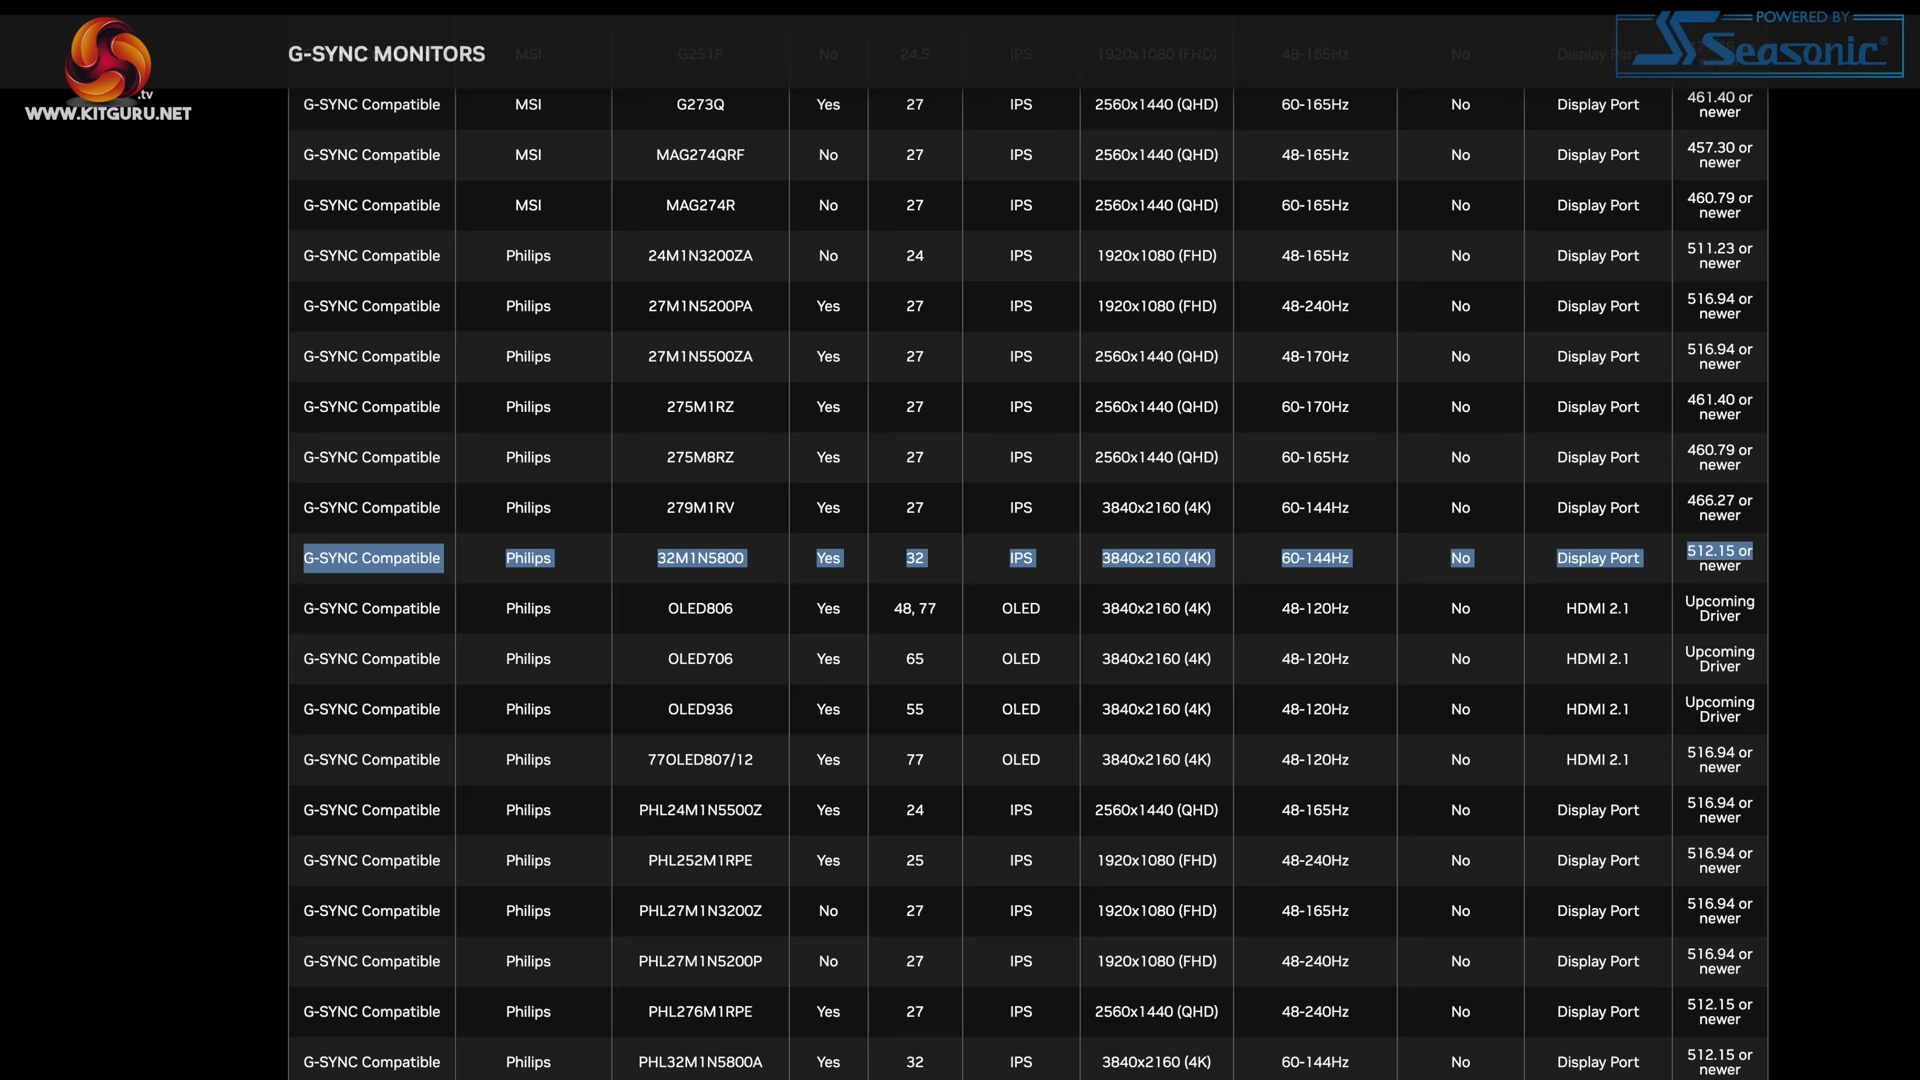 POWERED BY
Seasonic®
G-SYNC MONITORS MSI G251F No 24.5 IPS 1920x1080 (FHD) 48-165Hz No Display Port
.tv
WWW.KITGURU.NET
G-SYNC Compatible MSI G273Q Yes 27 IPS 2560x1440 (QHD) 60-165Hz No Display Port 461.40 or newer
G-SYNC Compatible MSI MAG274QRF No 27 IPS 2560x1440 (QHD) 48-165Hz No Display Port 457.30 or newer
G-SYNC Compatible MSI MAG274R No 27 IPS 2560x1440 (QHD) 60-165Hz No Display Port 460.79 or newer
G-SYNC Compatible Philips 24M1N3200ZA No 24 IPS 1920x1080 (FHD) 48-165Hz No Display Port 511.23 or newer
G-SYNC Compatible Philips 27M1N5200PA Yes 27 IPS 1920x1080 (FHD) 48-240Hz No Display Port 516.94 or newer
G-SYNC Compatible Philips 27M1N5500ZA Yes 27 IPS 2560x1440 (QHD) 48-170Hz No Display Port 516.94 or newer
G-SYNC Compatible Philips 275M1RZ Yes 27 IPS 2560x1440 (QHD) 60-170Hz No Display Port 461.40 or newer
G-SYNC Compatible Philips 275M8RZ Yes 27 IPS 2560x1440 (QHD) 60-165Hz No Display Port 460.79 or newer
G-SYNC Compatible Philips 279M1RV Yes 27 IPS 3840x2160 (4K) 60-144Hz No Display Port 466.27 or newer
G-SYNC Compatible Philips 32M1N5800 Yes 32 IPS 3840x2160 (4K) 60-144Hz No Display Port 512.15 or newer
G-SYNC Compatible Philips OLED806 Yes 48, 77 OLED 3840x2160 (4K) 48-120Hz No HDMI 2.1 Upcoming Driver
G-SYNC Compatible Philips OLED706 Yes 65 OLED 3840x2160 (4K) 48-120Hz No HDMI 2.1 Upcoming Driver
G-SYNC Compatible Philips OLED936 Yes 55 OLED 3840x2160 (4K) 48-120Hz No HDMI 2.1 Upcoming Driver
G-SYNC Compatible Philips 77OLED807/12 Yes 77 OLED 3840x2160 (4K) 48-120Hz No HDMI 2.1 516.94 or newer
G-SYNC Compatible Philips PHL24M1N5500Z Yes 24 IPS 2560x1440 (QHD) 48-165Hz No Display Port 516.94 or newer
G-SYNC Compatible Philips PHL252M1RPE Yes 25 IPS 1920x1080 (FHD) 48-240Hz No Display Port 516.94 or newer
G-SYNC Compatible Philips PHL27M1N3200Z No 27 IPS 1920x1080 (FHD) 48-165Hz No Display Port 516.94 or newer
G-SYNC Compatible Philips PHL27M1N5200P No 27 IPS 1920x1080 (FHD) 48-240Hz No Display Port 516.94 or newer
G-SYNC Compatible Philips PHL276M1RPE Yes 27 IPS 2560x1440 (QHD) 48-240Hz No Display Port 512.15 or newer
G-SYNC Compatible Philips PHL32M1N5800A Yes 32 IPS 3840x2160 (4K) 60-144Hz No Display Port 512.15 or newer